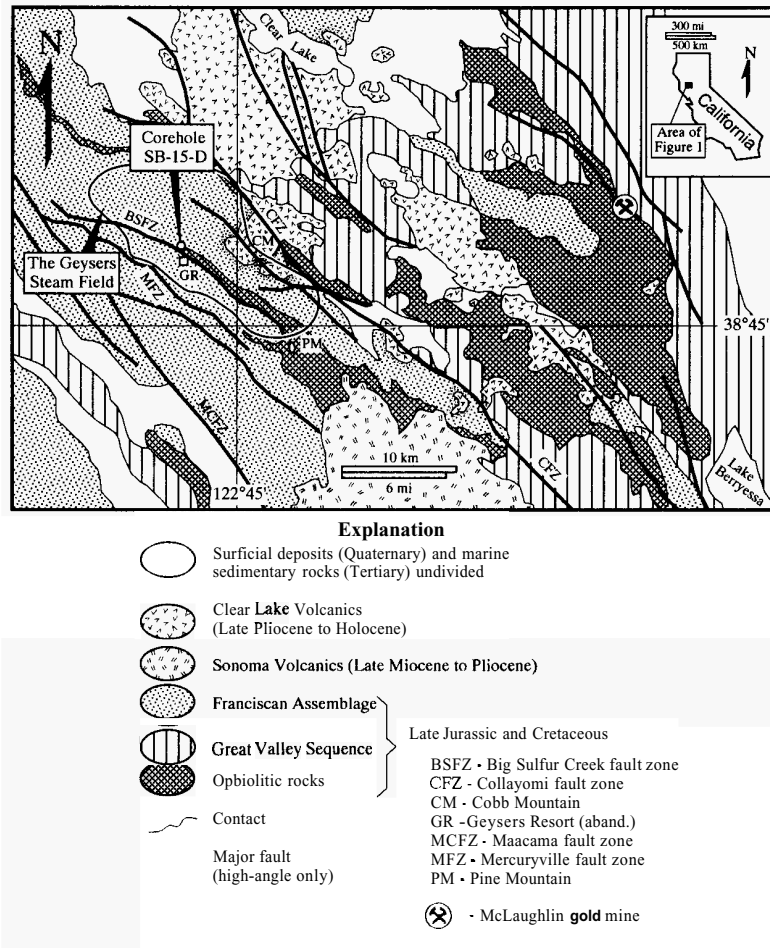 N
Clear
Lake
300 mi
500 km
N
California
Area of
Figure 1
Corehole
SB-15-D
BSFZ
CFZ
CM
GR
The Geysers
Steam Field
MFZ
PM
38°45'
MCFZ
10 km
6 mi
122°45'
CFZ
Lake
Berryessa
Explanation
Surficial deposits (Quaternary) and marine
sedimentary rocks (Tertiary) undivided
Clear Lake Volcanics
(Late Pliocene to Holocene)
Sonoma Volcanics (Late Miocene to Pliocene)
Franciscan Assemblage
Great Valley Sequence
Opbiolitic rocks
Late Jurassic and Cretaceous
Contact
Major fault
(high-angle only)
BSFZ - Big Sulfur Creek fault zone
CFZ - Collayomi fault zone
CM - Cobb Mountain
GR -Geysers Resort (aband.)
MCFZ - Maacama fault zone
MFZ - Mercuryville fault zone
PM - Pine Mountain
- McLaughlin gold mine